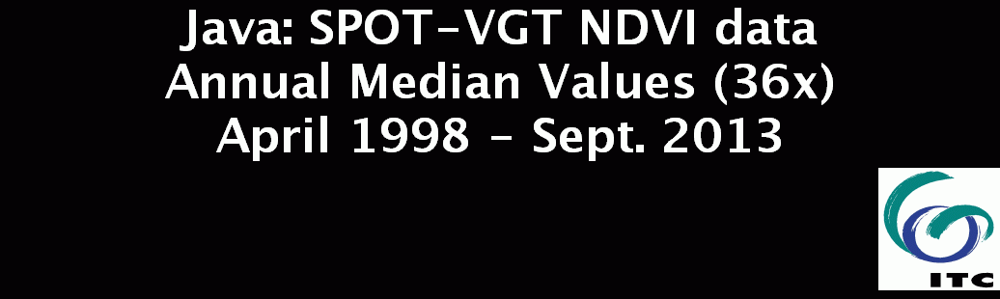 Java: SPOT-VGT NDVI data
Annual Median Values (36x)
April 1998 - Sept. 2013
ITC